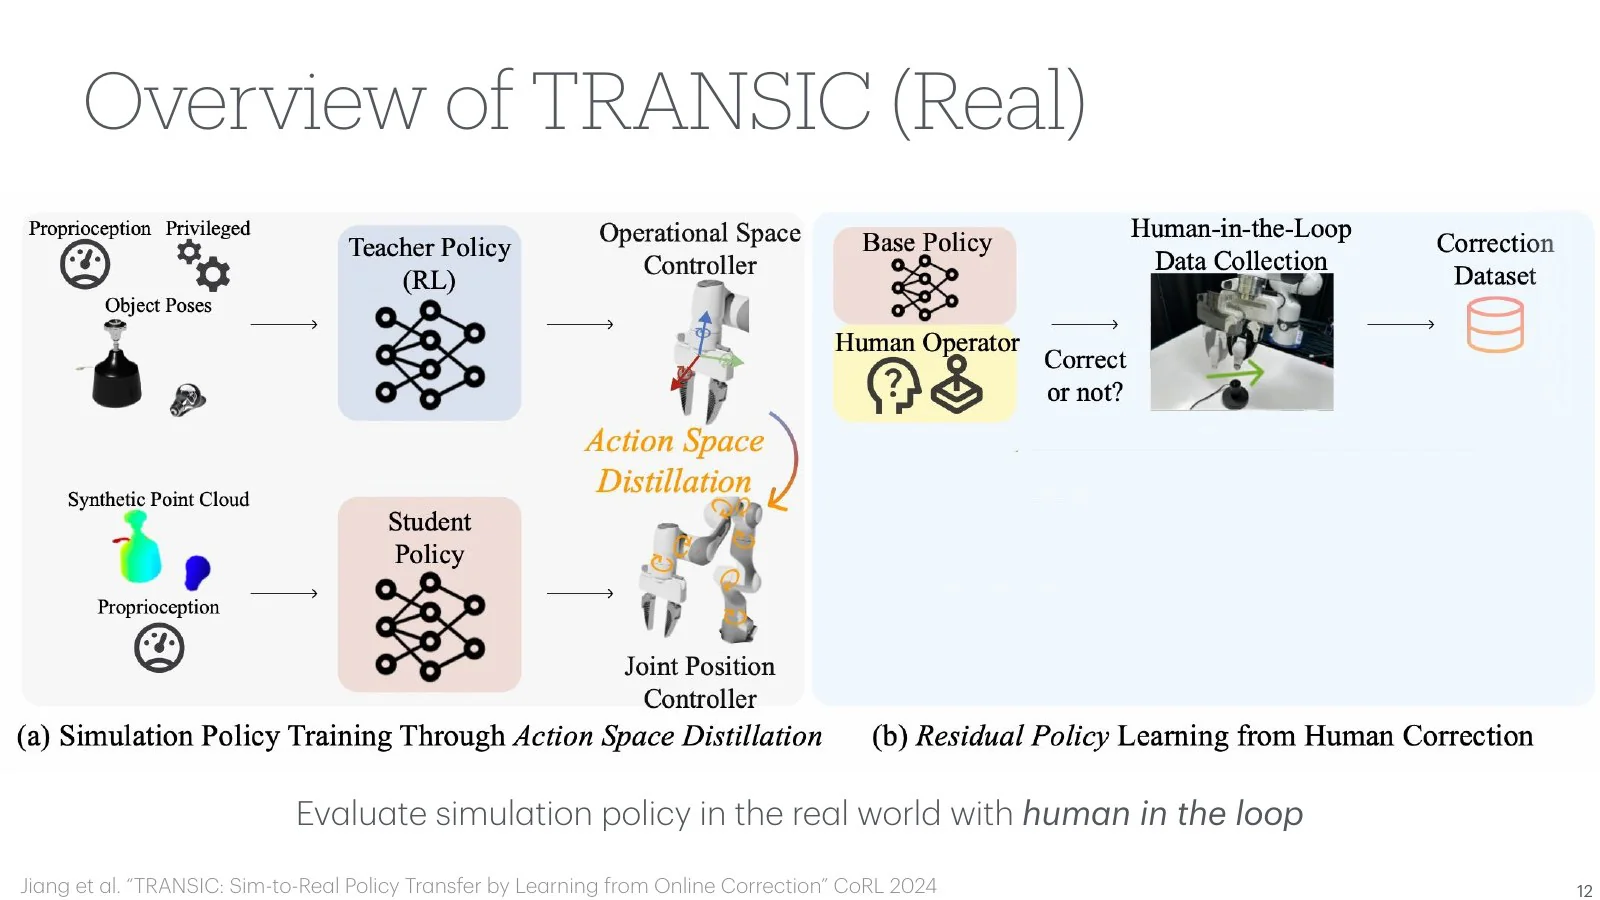 Overview of TRANSIC (Real)
Proprioception
Privileged
Object Poses
Teacher Policy
(RL)
Operational Space
Controller
Action Space
Distillation
Synthetic Point Cloud
Proprioception
Student
Policy
Joint Position
Controller
(a) Simulation Policy Training Through Action Space Distillation
Base Policy
Human Operator
?
Correct
or not?
Human-in-the-Loop
Data Collection
Correction
Dataset
(b) Residual Policy Learning from Human Correction
Evaluate simulation policy in the real world with human in the loop
Jiang et al. “TRANSIC: Sim-to-Real Policy Transfer by Learning from Online Correction” CoRL 2024
12